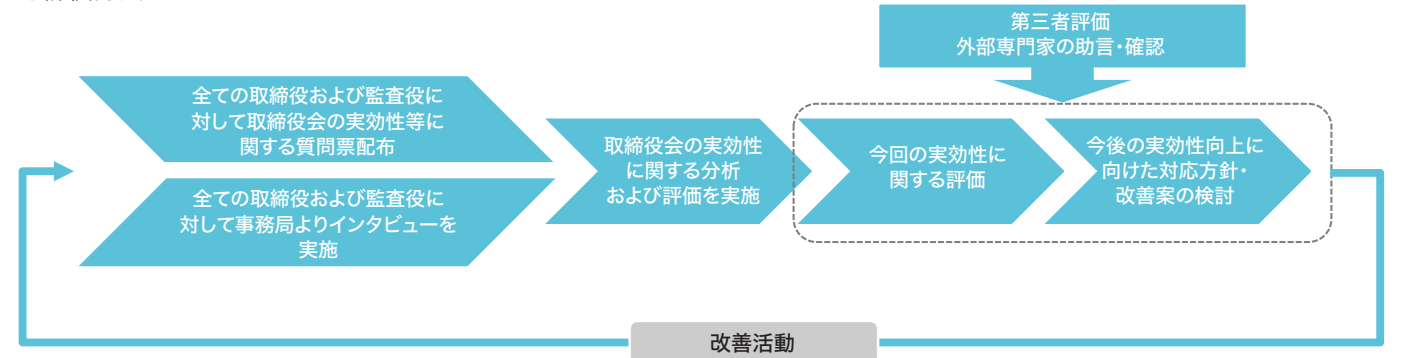 第三者評価
外部専門家の助言・確認
全ての取締役および監査役に
対して取締役会の実効性等に
関する質問票配布
全ての取締役および監査役に
対して事務局よりインタビューを
実施
取締役会の実効性
に関する分析
および評価を実施
今回の実効性に
関する評価
今後の実効性向上に
向けた対応方針・
改善案の検討
改善活動